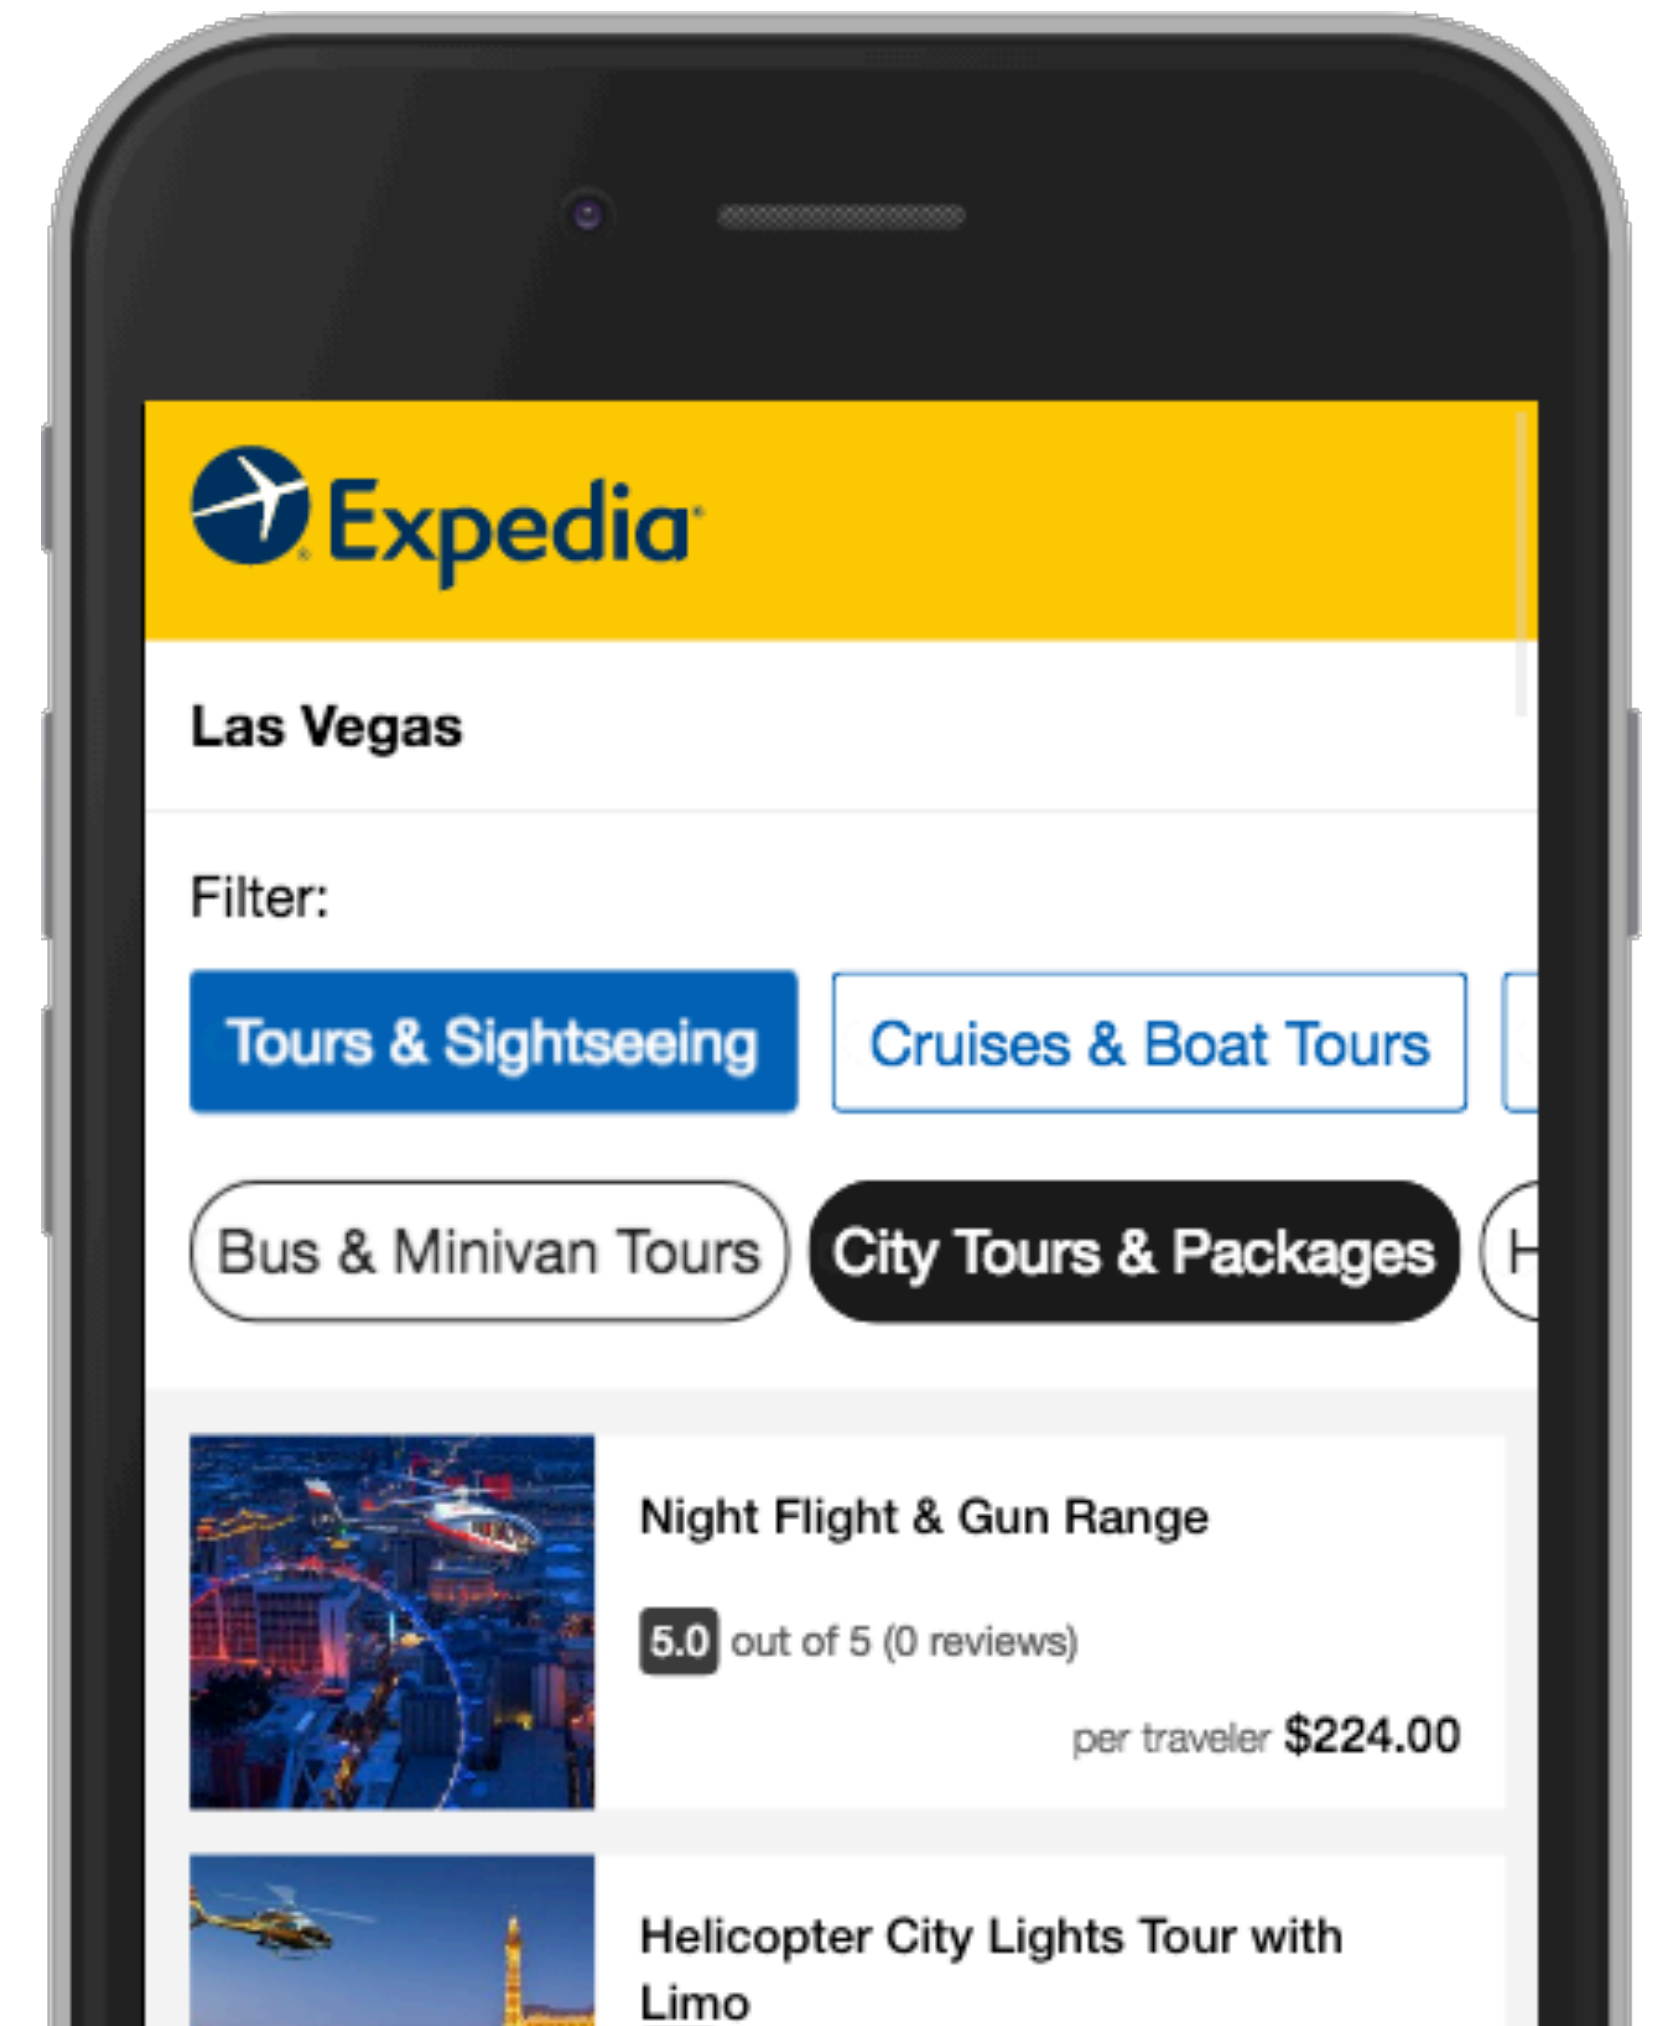 Expedia
Las Vegas
Filter:
Tours & Sightseeing Cruises & Boat Tours
Bus & Minivan Tours City Tours & Packages H
Night Flight & Gun Range
5.0 out of 5 (0 reviews)
per traveler $224.00
Helicopter City Lights Tour with
Limo